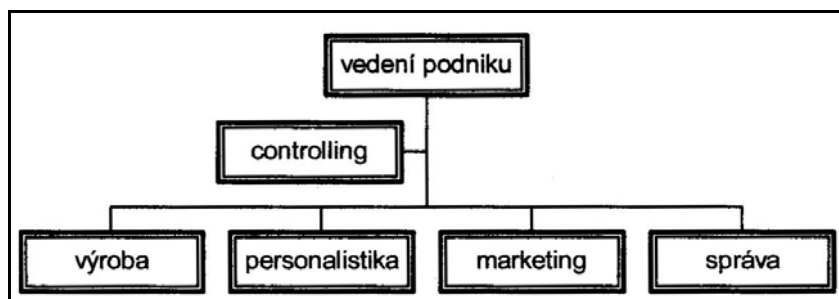 vedení podniku
controlling
výroba
personalistika
marketing
správa